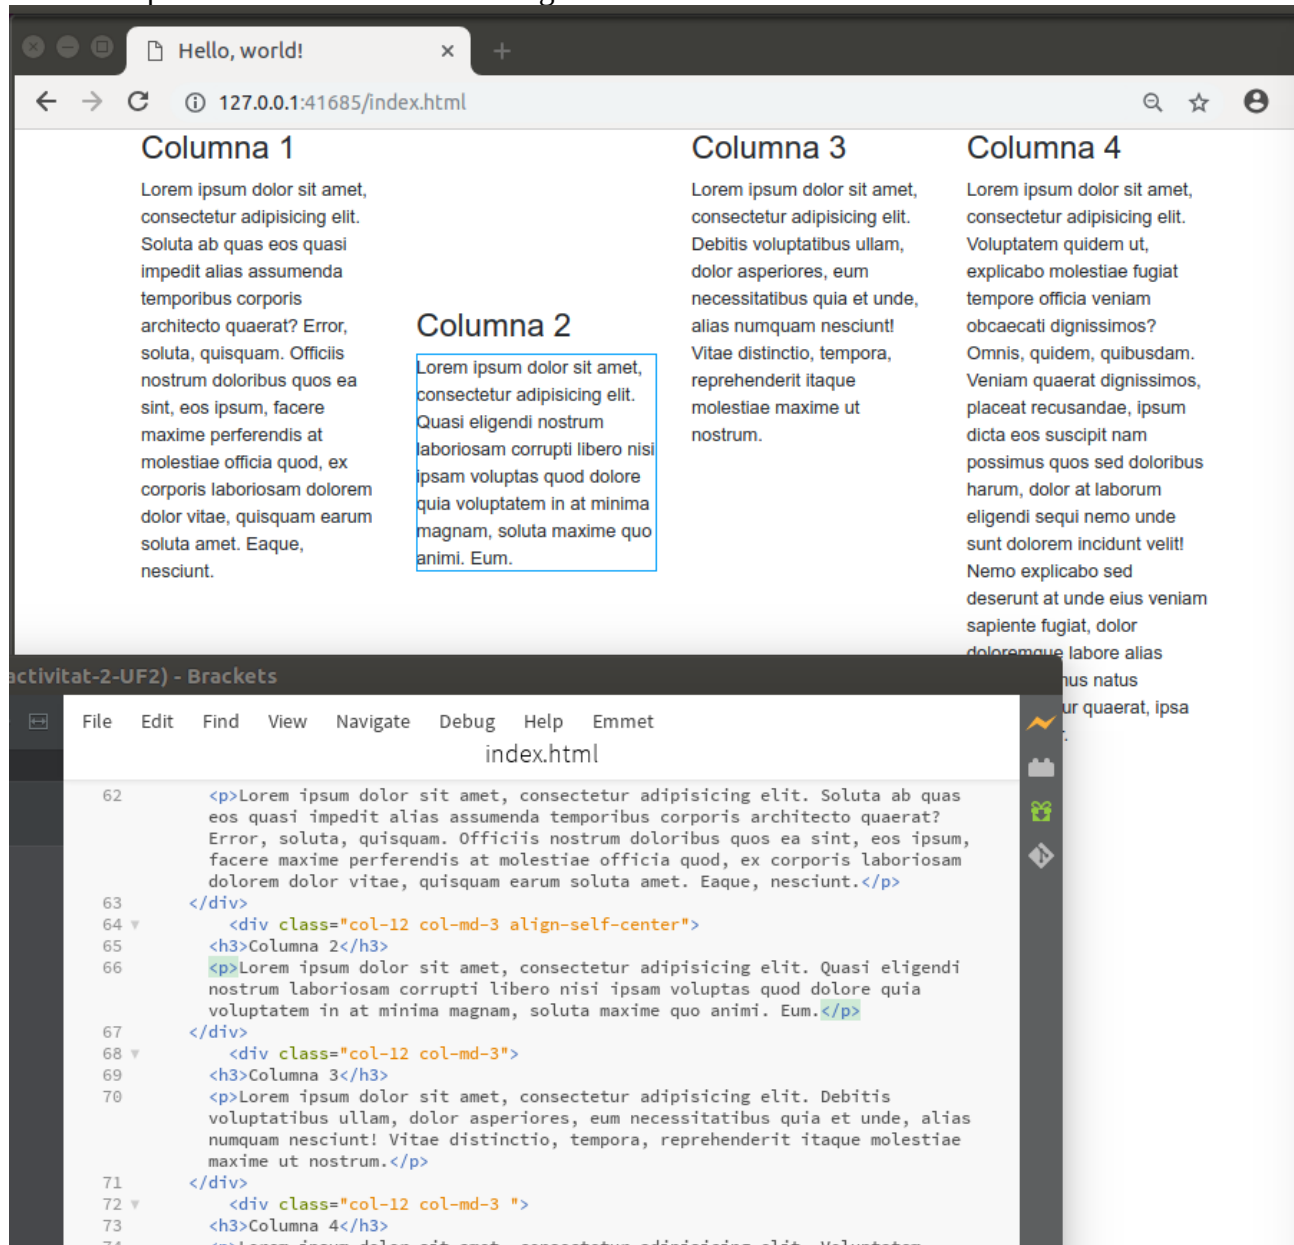 Hello, world!
127.0.0.1:41685/index.html
Columna 1
Lorem ipsum dolor sit amet,
consectetur adipisicing elit.
Soluta ab quas eos quasi
impedit alias assumenda
temporibus corporis
architecto quaerat? Error,
soluta, quisquam. Officiis
nostrum doloribus quos ea
sint, eos ipsum, facere
maxime perferendis at
molestiae officia quod, ex
corporis laboriosam dolorem
dolor vitae, quisquam earum
soluta amet. Eaque,
nesciunt.
Columna 2
Lorem ipsum dolor sit amet,
consectetur adipisicing elit.
Quasi eligendi nostrum
laboriosam corrupti libero nisi
ipsam voluptas quod dolore
quia voluptatem in at minima
magnam, soluta maxime quo
animi. Eum.
Columna 3
Lorem ipsum dolor sit amet,
consectetur adipisicing elit.
Debitis voluptatibus ullam,
dolor asperiores, eum
necessitatibus quia et unde,
alias numquam nesciunt!
Vitae distinctio, tempora,
reprehenderit itaque
molestiae maxime ut
nostrum.
Columna 4
Lorem ipsum dolor sit amet,
consectetur adipisicing elit.
Voluptatem quidem ut,
explicabo molestiae fugiat
tempore officia veniam
obcaecati dignissimos?
Omnis, quidem, quibusdam.
Veniam quaerat dignissimos,
placeat recusandae, ipsum
dicta eos suscipit nam
possimus quos sed doloribus
harum, dolor at laborum
eligendi sequi nemo unde
sunt dolorem incidunt velit!
Nemo explicabo sed
deserunt at unde eius veniam
sapiente fugiat, dolor
doloremque labore alias
natus
quaerat, ipsa
activitat-2-UF2) - Brackets
File Edit Find View Navigate Debug Help Emmet
index.html
62 <p>Lorem ipsum dolor sit amet, consectetur adipisicing elit. Soluta ab quas
eos quasi impedit alias assumenda temporibus corporis architecto quaerat?
Error, soluta, quisquam. Officiis nostrum doloribus quos ea sint, eos ipsum,
facere maxime perferendis at molestiae officia quod, ex corporis laboriosam
dolorem dolor vitae, quisquam earum soluta amet. Eaque, nesciunt.</p>
63 </div>
64 <div class="col-12 col-md-3 align-self-center">
65 <h3>Columna 2</h3>
66 <p>Lorem ipsum dolor sit amet, consectetur adipisicing elit. Quasi eligendi
nostrum laboriosam corrupti libero nisi ipsam voluptas quod dolore quia
voluptatem in at minima magnam, soluta maxime quo animi. Eum.</p>
67 </div>
68 <div class="col-12 col-md-3">
69 <h3>Columna 3</h3>
70 <p>Lorem ipsum dolor sit amet, consectetur adipisicing elit. Debitis
voluptatibus ullam, dolor asperiores, eum necessitatibus quia et unde, alias
numquam nesciunt! Vitae distinctio, tempora, reprehenderit itaque molestiae
maxime ut nostrum.</p>
71 </div>
72 <div class="col-12 col-md-3 ">
73 <h3>Columna 4</h3>
74 <p>Lorem ipsum dolor sit amet, consectetur adipisicing elit. Voluptatem